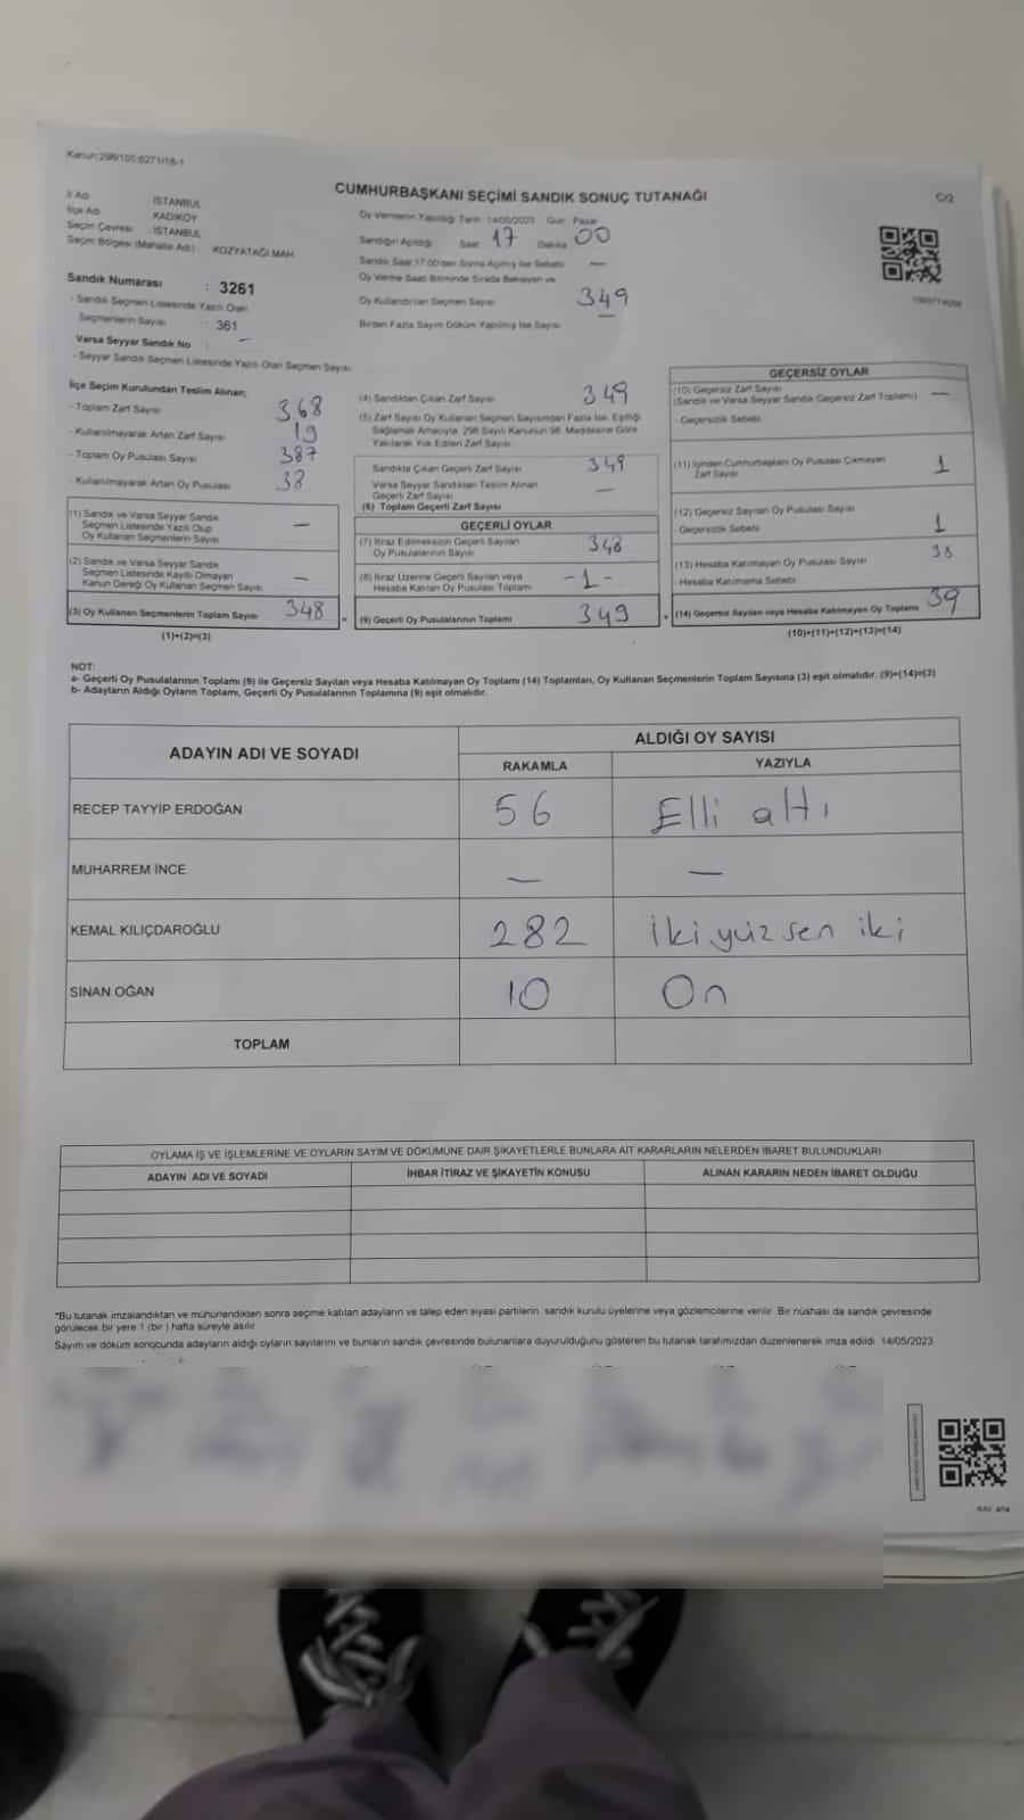 Kanun:298/105;6271/18-1
CUMHURBAŞKANI SEÇİMİ SANDIK SONUÇ TUTANAĞI
C/2
İl Adı İSTANBUL
İlçe Adı KADIKÖY
Seçim Çevresi : İSTANBUL
Seçim Bölgesi (Mahalle Adı) : KOZYATAĞI MAH.
Oy Vermenin Yapıldığı Tarih : 14/05/2023 Gün : Pazar
Sandığın Açıldığı Saat 17 Dakika 00
Sandık Saat 17.00'den Sonra Açılmış İse Sebebi —
Oy Verme Saati Bitiminde Sırada Bekleyen ve
Oy Kullandırılan Seçmen Sayısı 349
Birden Fazla Sayım Döküm Yapılmış İse Sayısı —
Sandık Numarası : 3261
- Sandık Seçmen Listesinde Yazılı Olan
Seçmenlerin Sayısı : 361
Varsa Seyyar Sandık No —
- Seyyar Sandık Seçmen Listesinde Yazılı Olan Seçmen Sayısı
İlçe Seçim Kurulundan Teslim Alınan;
- Toplam Zarf Sayısı 368
- Kullanılmayarak Artan Zarf Sayısı 19
- Toplam Oy Pusulası Sayısı 387
- Kullanılmayarak Artan Oy Pusulası 38
(1) Sandık ve Varsa Seyyar Sandık
Seçmen Listesinde Yazılı Olup
Oy Kullanan Seçmenlerin Sayısı —
(2) Sandık ve Varsa Seyyar Sandık
Seçmen Listesinde Kayıtlı Olmayan
Kanun Gereği Oy Kullanan Seçmen Sayısı —
(3) Oy Kullanan Seçmenlerin Toplam Sayısı 348
(1)+(2)=(3)
(4) Sandıktan Çıkan Zarf Sayısı 349
(5) Zarf Sayısı Oy Kullanan Seçmen Sayısından Fazla İse, Eşitliği
Sağlamak Amacıyla, 298 Sayılı Kanunun 98. Maddesine Göre
Yakılarak Yok Edilen Zarf Sayısı
Sandıkta Çıkan Geçerli Zarf Sayısı 349
Varsa Seyyar Sandıktan Teslim Alınan
Geçerli Zarf Sayısı —
(6) Toplam Geçerli Zarf Sayısı
GEÇERLİ OYLAR
(7) İtiraz Edilmeksizin Geçerli Sayılan
Oy Pusulalarının Sayısı 348
(8) İtiraz Üzerine Geçerli Sayılan veya
Hesaba Katılan Oy Pusulası Toplamı -1-
= (9) Geçerli Oy Pusulalarının Toplamı 349
GEÇERSİZ OYLAR
(10) Geçersiz Zarf Sayısı
(Sandık ve Varsa Seyyar Sandık Geçersiz Zarf Toplamı) —
- Geçersizlik Sebebi
(11) İçinden Cumhurbaşkanı Oy Pusulası Çıkmayan
Zarf Sayısı 1
(12) Geçersiz Sayılan Oy Pusulası Sayısı 1
- Geçersizlik Sebebi
(13) Hesaba Katılmayan Oy Pusulası Sayısı 38
- Hesaba Katılmama Sebebi
+ (14) Geçersiz Sayılan veya Hesaba Katılmayan Oy Toplamı 39
(10)+(11)+(12)+(13)=(14)
NOT:
a- Geçerli Oy Pusulalarının Toplamı (9) ile Geçersiz Sayılan veya Hesaba Katılmayan Oy Toplamı (14) Toplamları, Oy Kullanan Seçmenlerin Toplam Sayısına (3) eşit olmalıdır. (9)+(14)=(3)
b- Adayların Aldığı Oyların Toplamı, Geçerli Oy Pusulalarının Toplamına (9) eşit olmalıdır.
ADAYIN ADI VE SOYADI
ALDIĞI OY SAYISI
RAKAMLA YAZIYLA
RECEP TAYYİP ERDOĞAN 56 Elli altı
MUHARREM İNCE — —
KEMAL KILIÇDAROĞLU 282 İki yüz sen iki
SİNAN OĞAN 10 On
TOPLAM
OYLAMA İŞ VE İŞLEMLERİNE VE OYLARIN SAYIM VE DÖKÜMÜNE DAİR ŞİKAYETLERLE BUNLARA AİT KARARLARIN NELERDEN İBARET BULUNDUKLARI
ADAYIN ADI VE SOYADI İHBAR İTİRAZ VE ŞİKAYETİN KONUSU ALINAN KARARIN NEDEN İBARET OLDUĞU
*Bu tutanak imzalandıktan ve mühürlendikten sonra seçime katılan adayların ve talep eden siyasi partilerin, sandık kurulu üyelerine veya gözlemcilerine verilir. Bir nüshası da sandık çevresinde
görülecek bir yere 1 (bir ) hafta süreyle asılır.
Sayım ve döküm sonucunda adayların aldığı oyların sayılarını ve bunların sandık çevresinde bulunanlara duyurulduğunu gösteren bu tutanak tarafımızdan düzenlenerek imza edildi. 14/05/2023